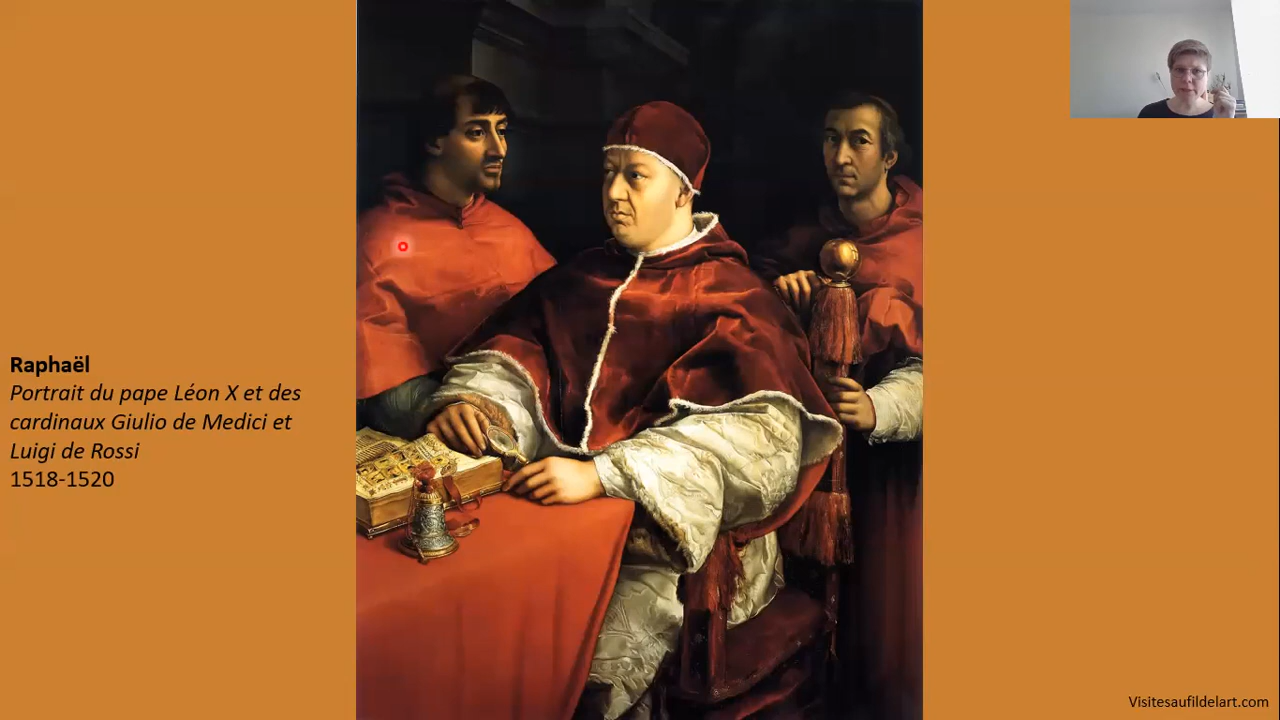 Raphaël
Portrait du pape Léon X et des
cardinaux Giulio de Medici et
Luigi de Rossi
1518-1520
Visitesaufildelart.com